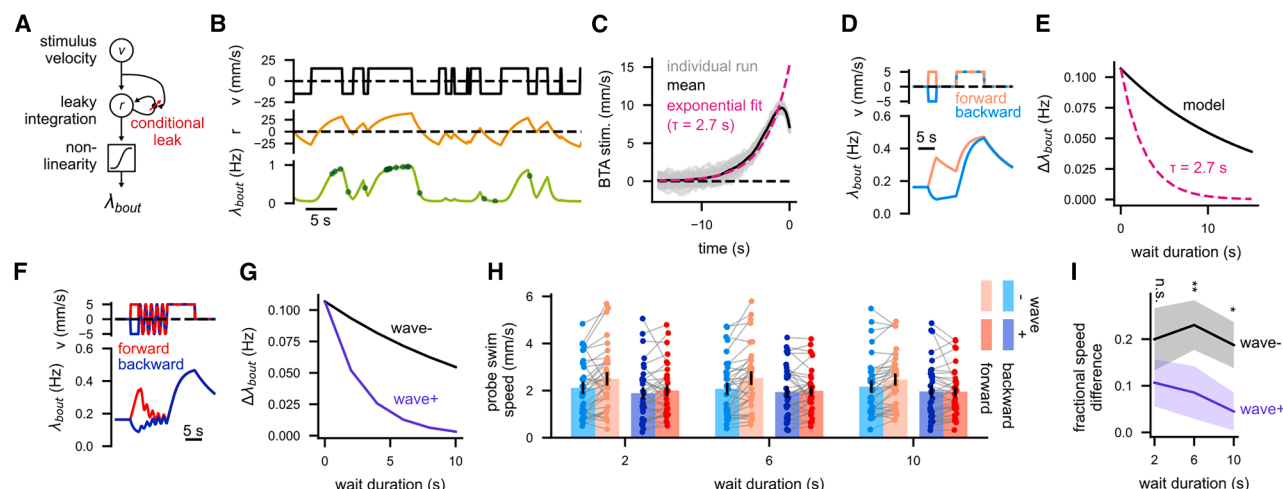 A
stimulus
velocity
v
leaky
integration
r
conditional
leak
non-
linearity
λbout
B
v (mm/s)
25
0
−25
r
25
0
−25
λbout (Hz)
1
0
5 s
C
BTA stim. (mm/s)
15
10
5
0
individual run
mean
exponential fit
(τ = 2.7 s)
−10
0
time (s)
D
v (mm/s)
5
0
−5
forward
backward
5 s
λbout (Hz)
0.6
0.4
0.2
0.0
E
Δλbout (Hz)
0.100
0.075
0.050
0.025
0.000
model
τ = 2.7 s
0
10
wait duration (s)
F
v (mm/s)
5
0
−5
forward
backward
λbout (Hz)
0.6
0.4
0.2
0.0
5 s
G
Δλbout (Hz)
0.100
0.075
0.050
0.025
0.000
wave-
wave+
0
5
10
wait duration (s)
H
probe swim
speed (mm/s)
6
4
2
0
2
6
10
wait duration (s)
wave
- +
backward
forward
I
fractional speed
difference
0.2
0.1
0.0
n.s.
**
*
wave-
wave+
2
6
10
wait duration (s)